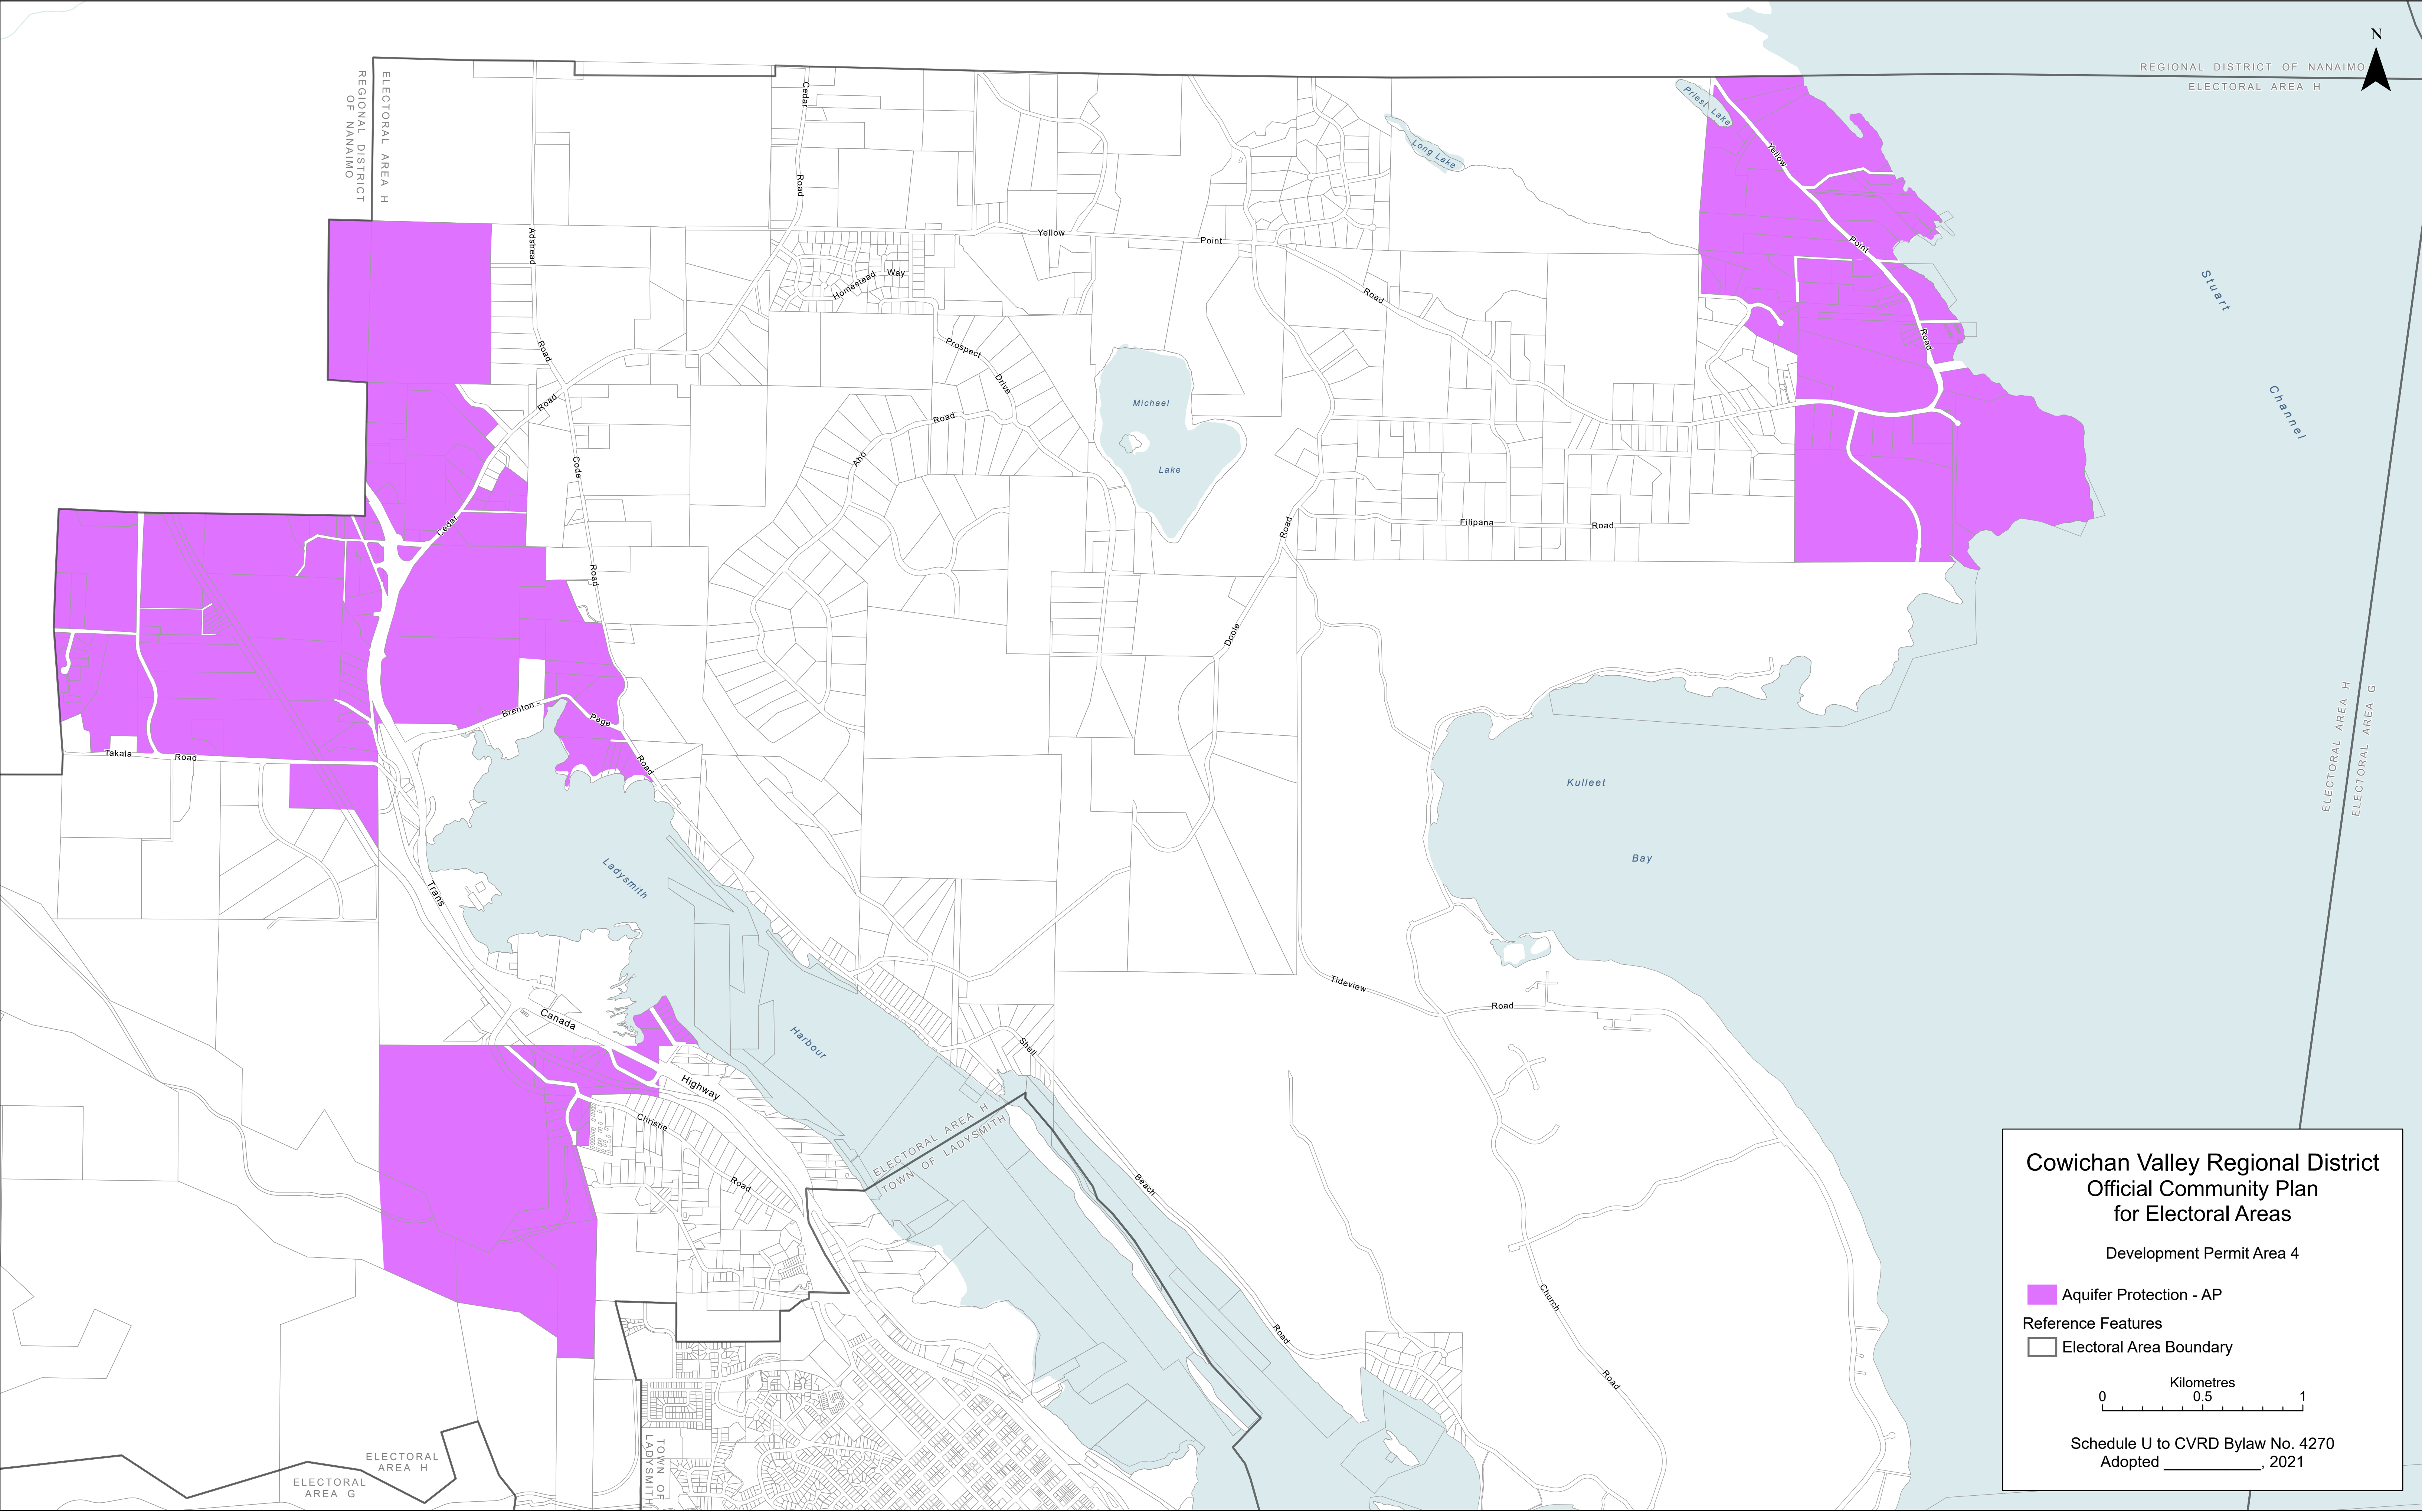 N
REGIONAL DISTRICT OF NANAIMO
ELECTORAL AREA H
REGIONAL DISTRICT
OF NANAIMO
ELECTORAL AREA H
Priest Lake
Long Lake
Cedar
Road
Yellow
Point
Road
Yellow
Point
Road
Adshead
Road
Homestead Way
Prospect
Drive
Aho
Road
Michael
Lake
Stuart
Channel
Road
Code
Road
Cedar
Filipana
Road
Doole
Road
Brenton -
Page
Road
Takala
Road
Kulleet
Bay
ELECTORAL AREA H
ELECTORAL AREA G
Trans
Canada
Highway
Ladysmith
Harbour
Tideview
Road
Shell
Beach
Road
Christie
Road
ELECTORAL AREA H
TOWN OF LADYSMITH
Church
Road
TOWN OF
LADYSMITH
ELECTORAL
AREA H
ELECTORAL
AREA G
Cowichan Valley Regional District
Official Community Plan
for Electoral Areas
Development Permit Area 4
Aquifer Protection - AP
Reference Features
Electoral Area Boundary
Kilometres
0 0.5 1
Schedule U to CVRD Bylaw No. 4270
Adopted ___________, 2021